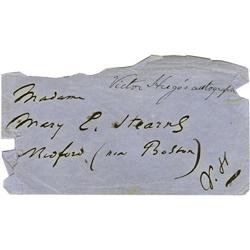 Victor Hugo's autograph
Madame
Mary E. Stearns
Medford. (near Boston)
V. H